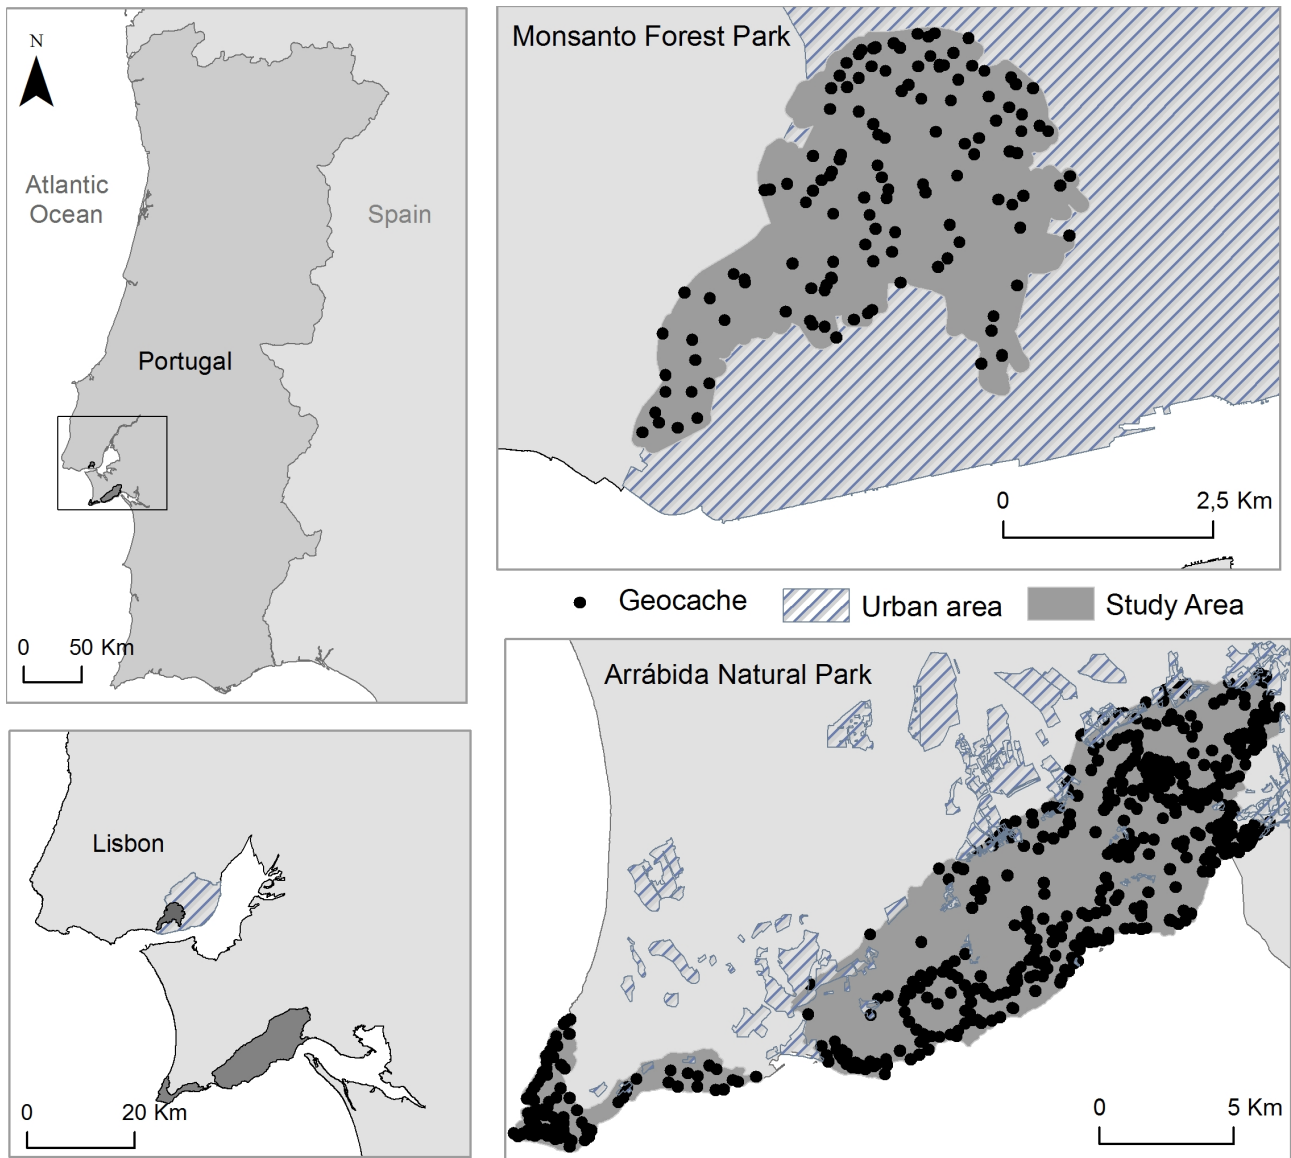 N
Atlantic
Ocean
Spain
Portugal
0 50 Km
Monsanto Forest Park
0 2,5 Km
Geocache Urban area Study Area
Lisbon
0 20 Km
Arrábida Natural Park
0 5 Km